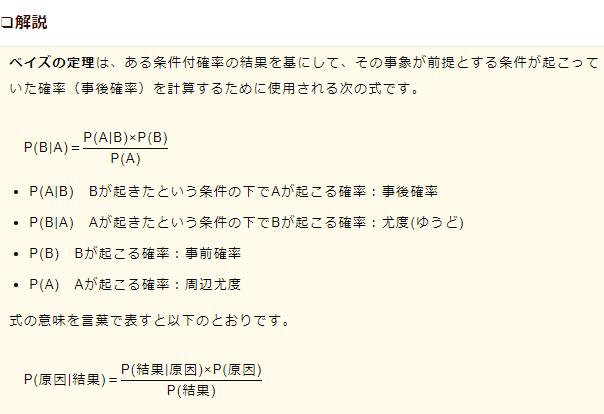 ❏解説
ベイズの定理は、ある条件付確率の結果を基にして、その事象が前提とする条件が起こって
いた確率（事後確率）を計算するために使用される次の式です。
P(B|A)=P(A|B)×P(B)/P(A)
• P(A|B)　Bが起きたという条件の下でAが起こる確率：事後確率
• P(B|A)　Aが起きたという条件の下でBが起こる確率：尤度(ゆうど)
• P(B)　Bが起こる確率：事前確率
• P(A)　Aが起こる確率：周辺尤度
式の意味を言葉で表すと以下のとおりです。
P(原因|結果)=P(結果|原因)×P(原因)/P(結果)